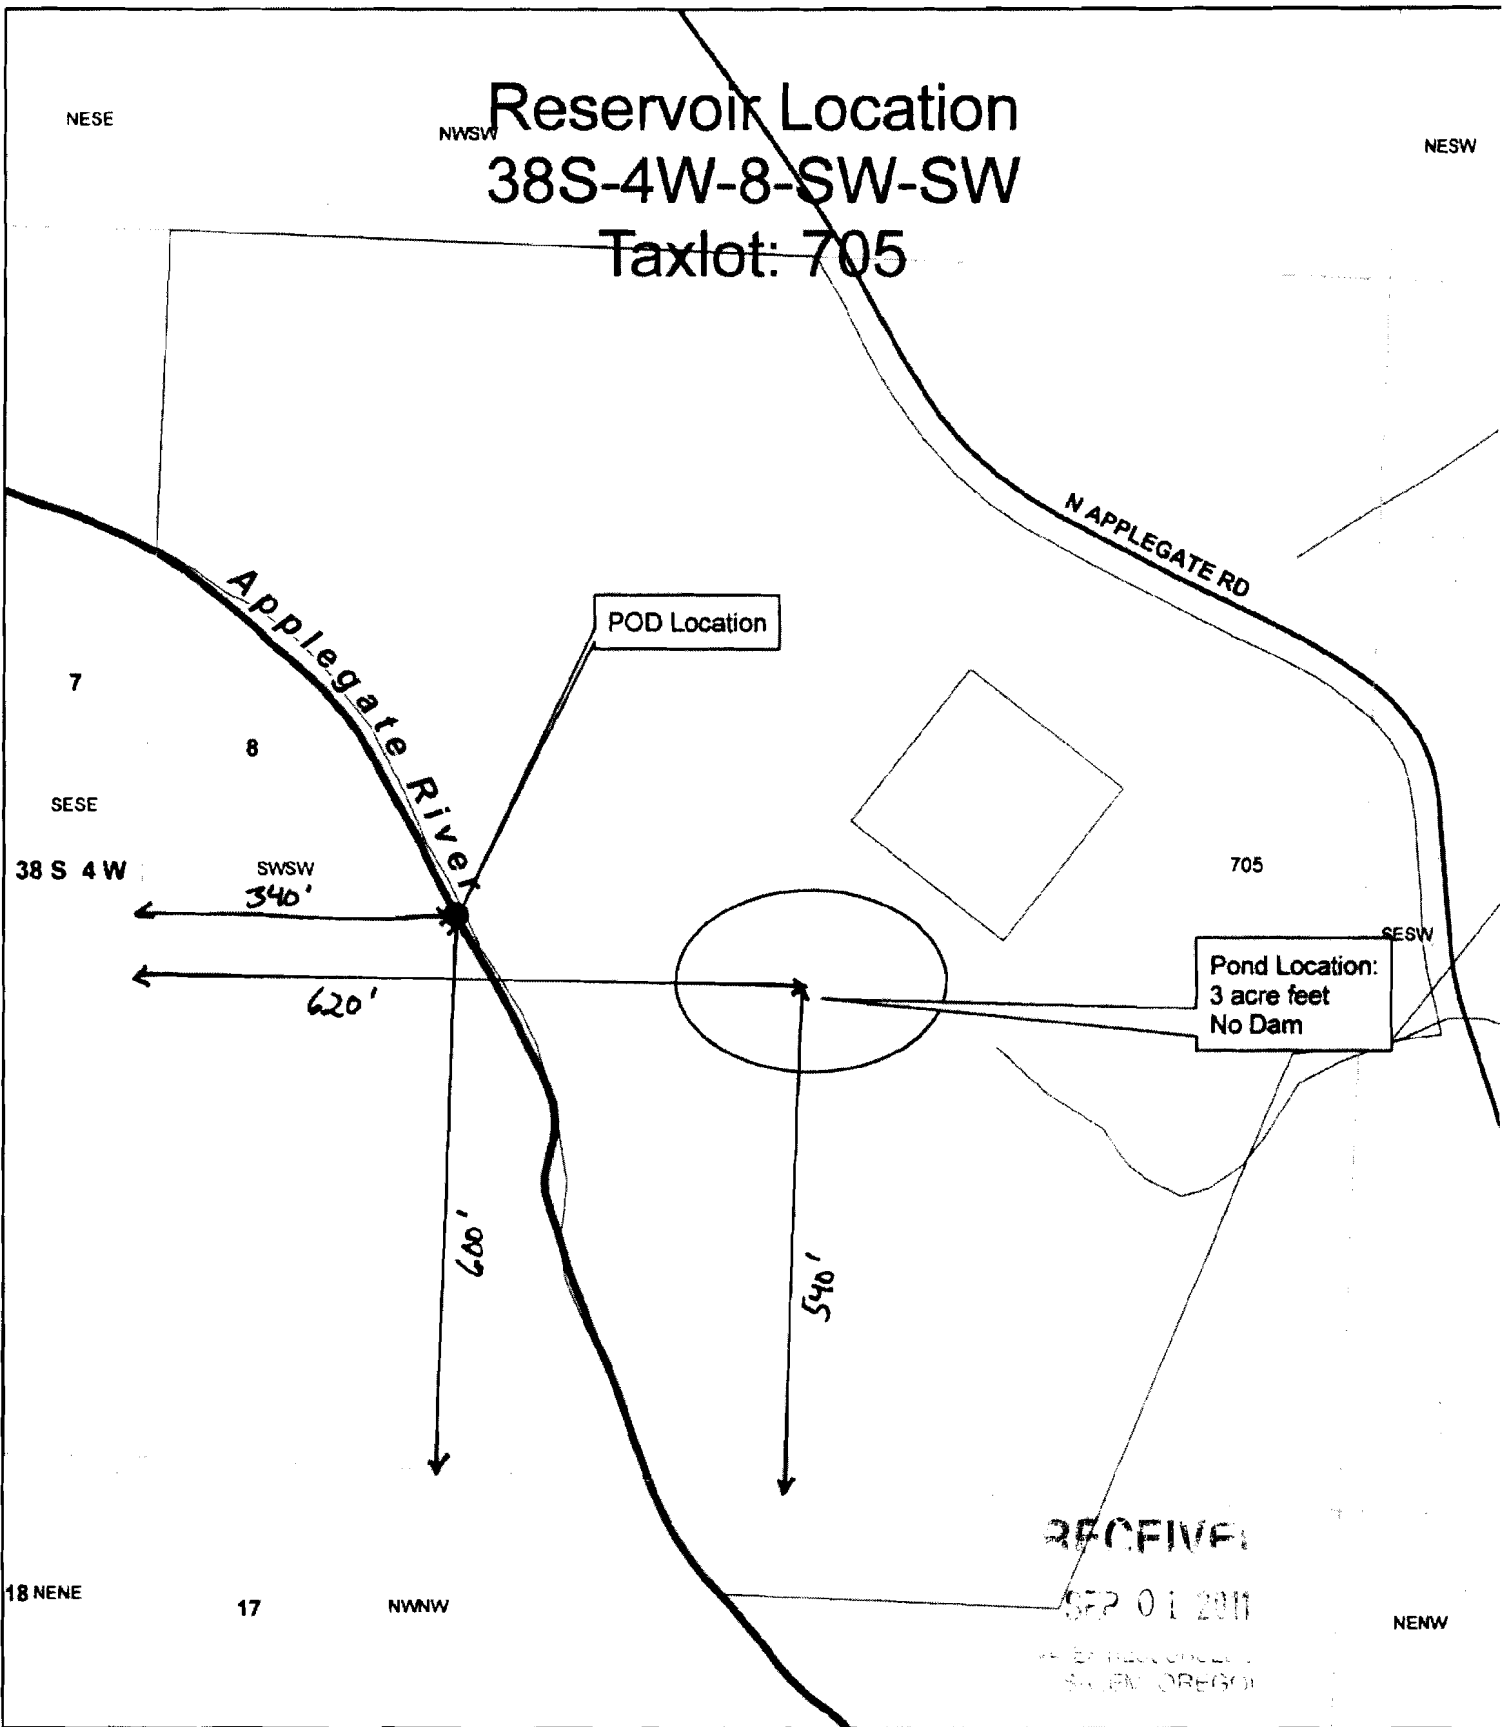 Reservoir Location
38S-4W-8-SW-SW
Taxlot: 705
NESE
NWSW
NESW
N APPLEGATE RD
Applegate River
POD Location
7
8
SESE
38 S 4 W
SWSW
340'
705
SESW
Pond Location:
3 acre feet
No Dam
620'
600'
540'
RECEIVE
SEP 01 2011
OREGO
18 NENE
17
NWNW
NENW